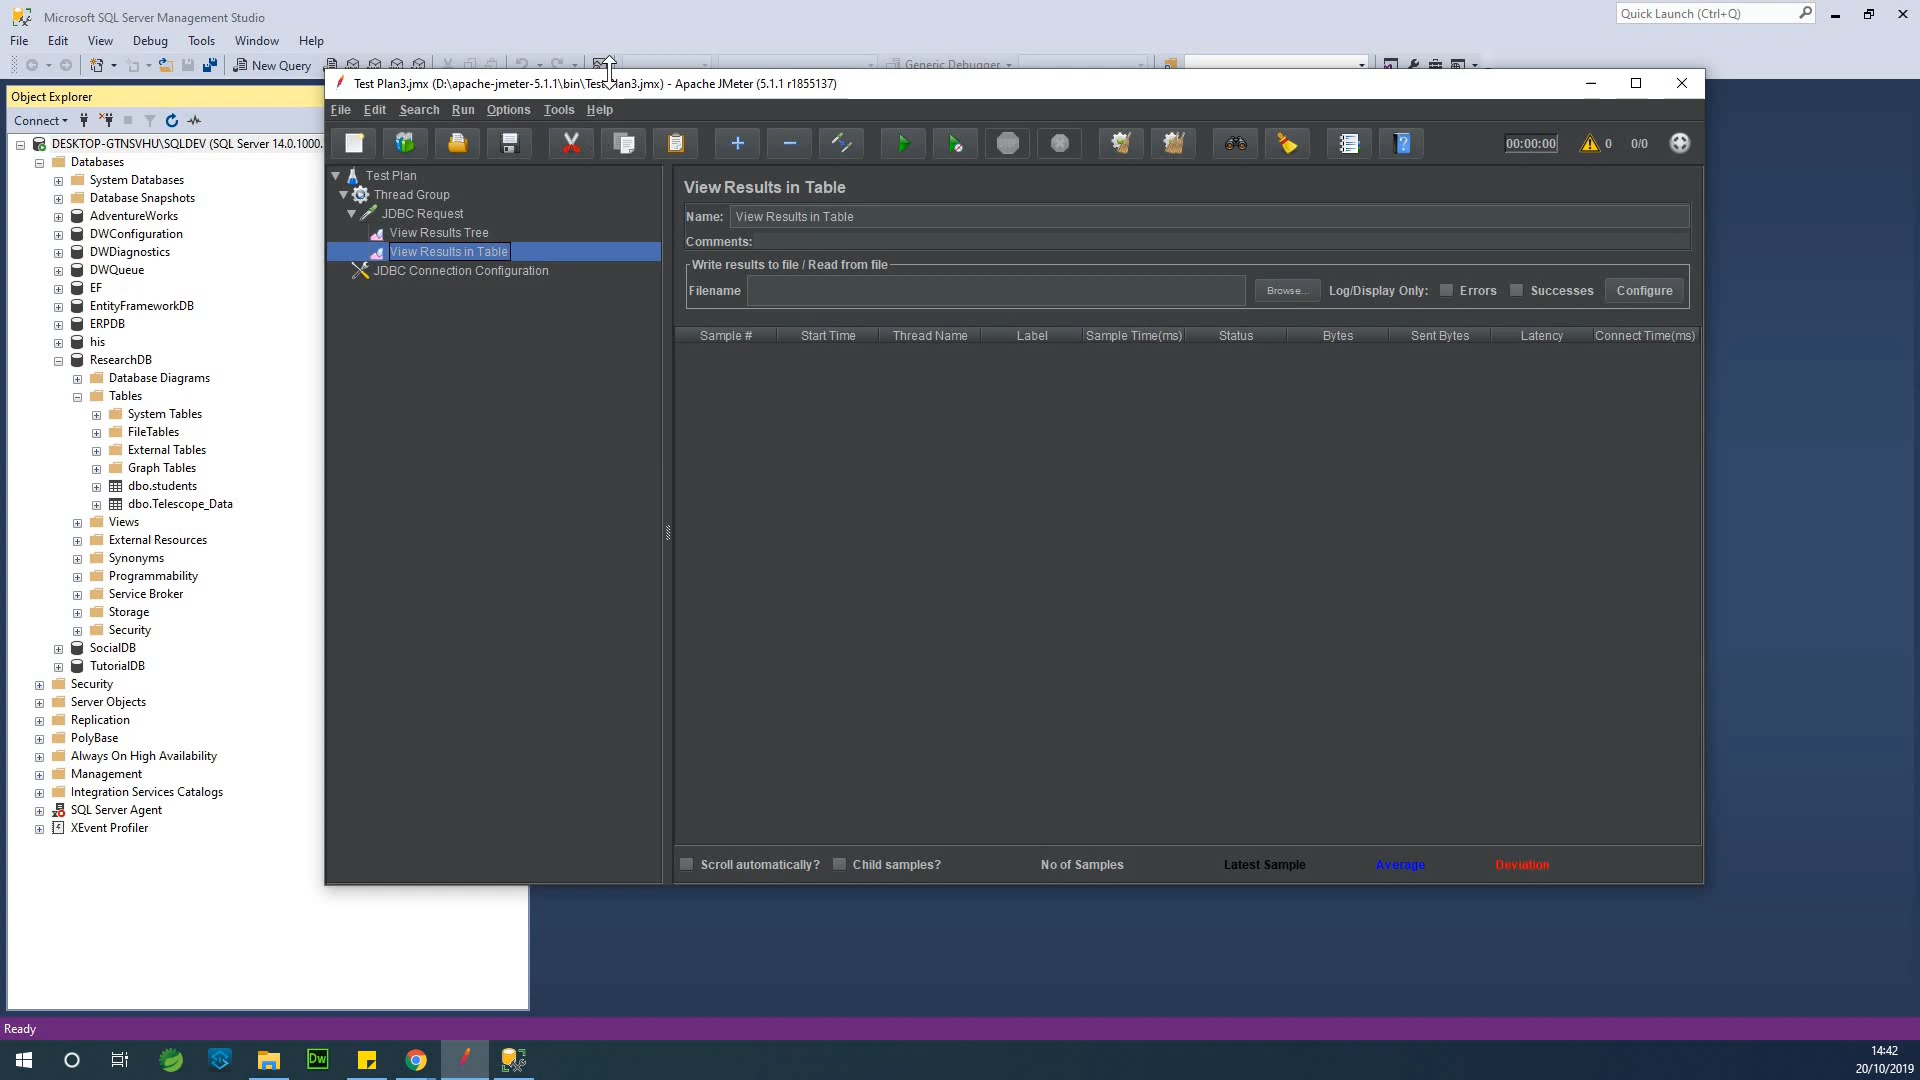 Microsoft SQL Server Management Studio
Quick Launch (Ctrl+Q)
File Edit View Debug Tools Window Help
New Query
Generic Debugger
Object Explorer
Connect
DESKTOP-GTNSVHU\SQLDEV (SQL Server 14.0.1000.
Databases
System Databases
Database Snapshots
AdventureWorks
DWConfiguration
DWDiagnostics
DWQueue
EF
EntityFrameworkDB
ERPDB
his
ResearchDB
Database Diagrams
Tables
System Tables
FileTables
External Tables
Graph Tables
dbo.students
dbo.Telescope_Data
Views
External Resources
Synonyms
Programmability
Service Broker
Storage
Security
SocialDB
TutorialDB
Security
Server Objects
Replication
PolyBase
Always On High Availability
Management
Integration Services Catalogs
SQL Server Agent
XEvent Profiler
Test Plan3.jmx (D:\apache-jmeter-5.1.1\bin\Test Plan3.jmx) - Apache JMeter (5.1.1 r1855137)
File Edit Search Run Options Tools Help
00:00:00 0 0/0
Test Plan
Thread Group
JDBC Request
View Results Tree
View Results in Table
JDBC Connection Configuration
View Results in Table
Name: View Results in Table
Comments:
Write results to file / Read from file
Filename Browse... Log/Display Only: Errors Successes Configure
Sample # Start Time Thread Name Label Sample Time(ms) Status Bytes Sent Bytes Latency Connect Time(ms)
Scroll automatically? Child samples? No of Samples Latest Sample Average Deviation
Ready
Dw
14:42
20/10/2019